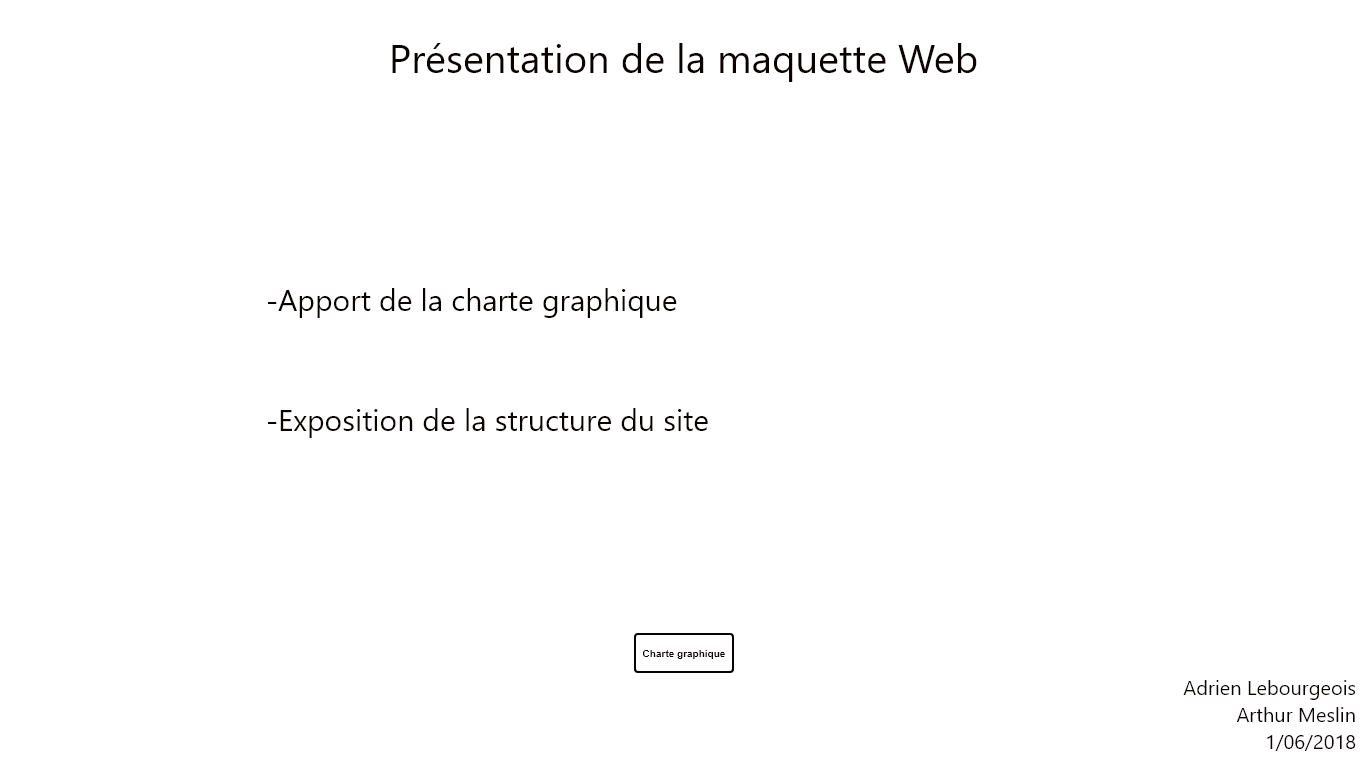 Présentation de la maquette Web
-Apport de la charte graphique
-Exposition de la structure du site
Charte graphique
Adrien Lebourgeois
Arthur Meslin
1/06/2018